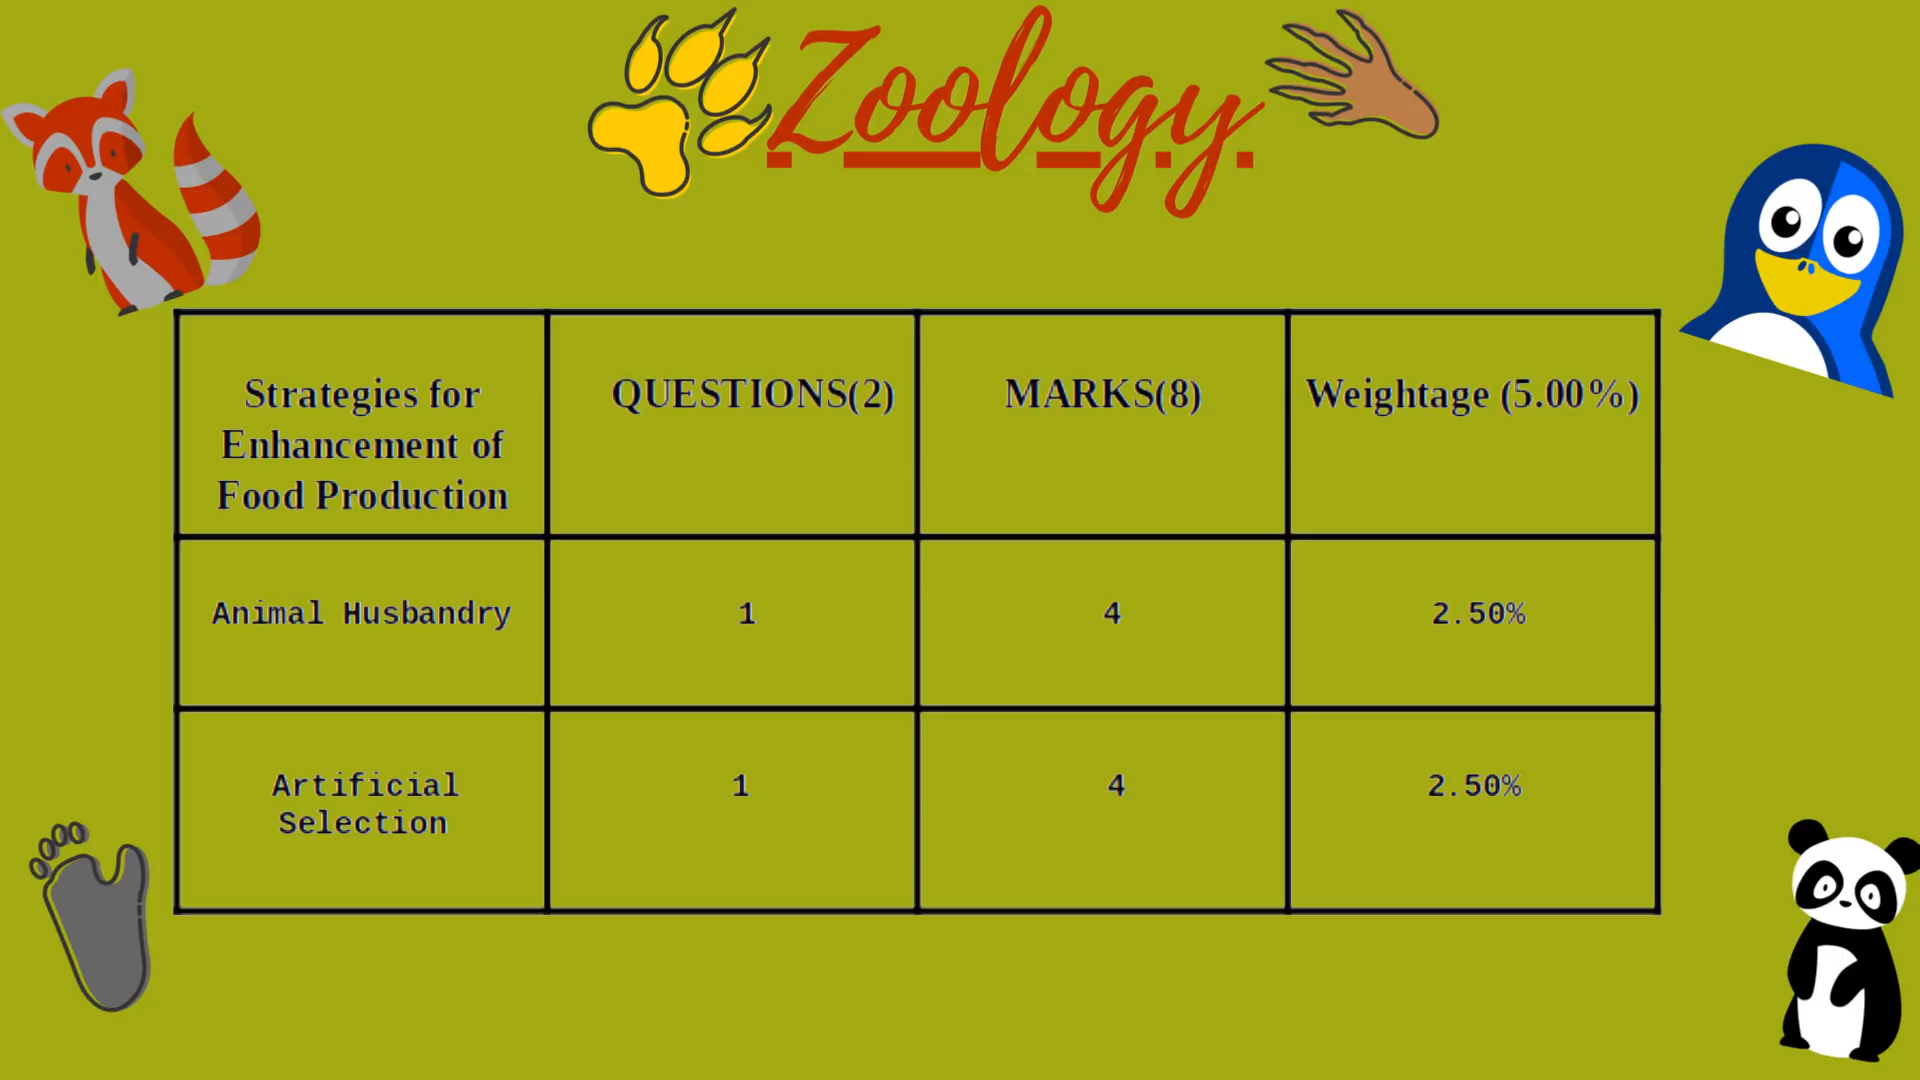 Zoology
Strategies for
Enhancement of
Food Production
QUESTIONS(2)
MARKS(8)
Weightage (5.00%)
Animal Husbandry
1
4
2.50%
Artificial
Selection
1
4
2.50%